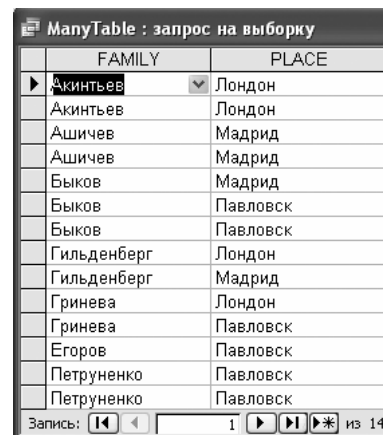 ManyTable : запрос на выборку
FAMILY PLACE
Акинтьев Лондон
Акинтьев Лондон
Ашичев Мадрид
Ашичев Мадрид
Быков Мадрид
Быков Павловск
Быков Павловск
Гильденберг Лондон
Гильденберг Мадрид
Гринева Лондон
Гринева Павловск
Егоров Павловск
Петруненко Павловск
Петруненко Павловск
Запись: 1 из 14